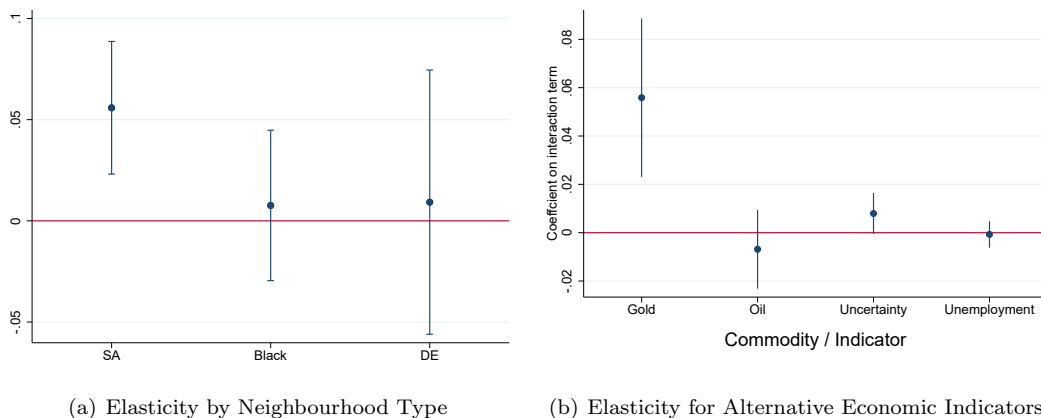 .1
.05
0
-.05
SA Black DE
(a) Elasticity by Neighbourhood Type
Coeffcient on interaction term
.08
.06
.04
.02
0
-.02
Gold Oil Uncertainty Unemployment
Commodity / Indicator
(b) Elasticity for Alternative Economic Indicators